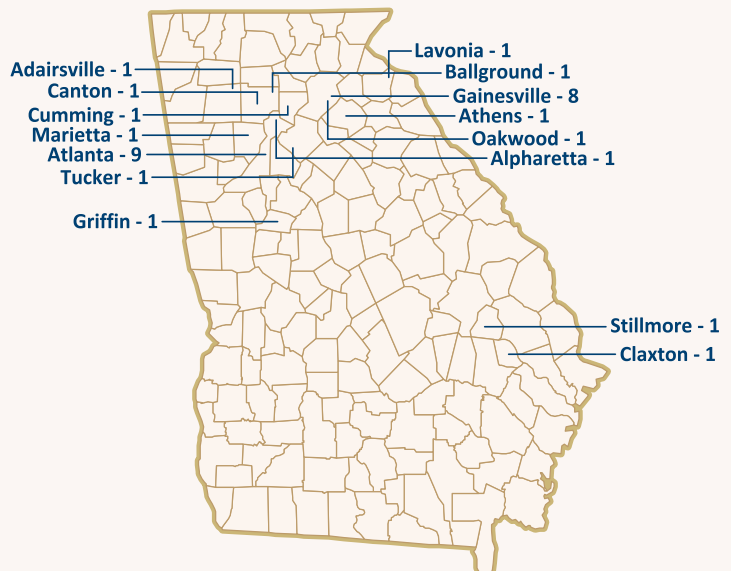 Adairsville - 1
Canton - 1
Cumming - 1
Marietta - 1
Atlanta - 9
Tucker - 1
Griffin - 1
Lavonia - 1
Ballground - 1
Gainesville - 8
Athens - 1
Oakwood - 1
Alpharetta - 1
Stillmore - 1
Claxton - 1